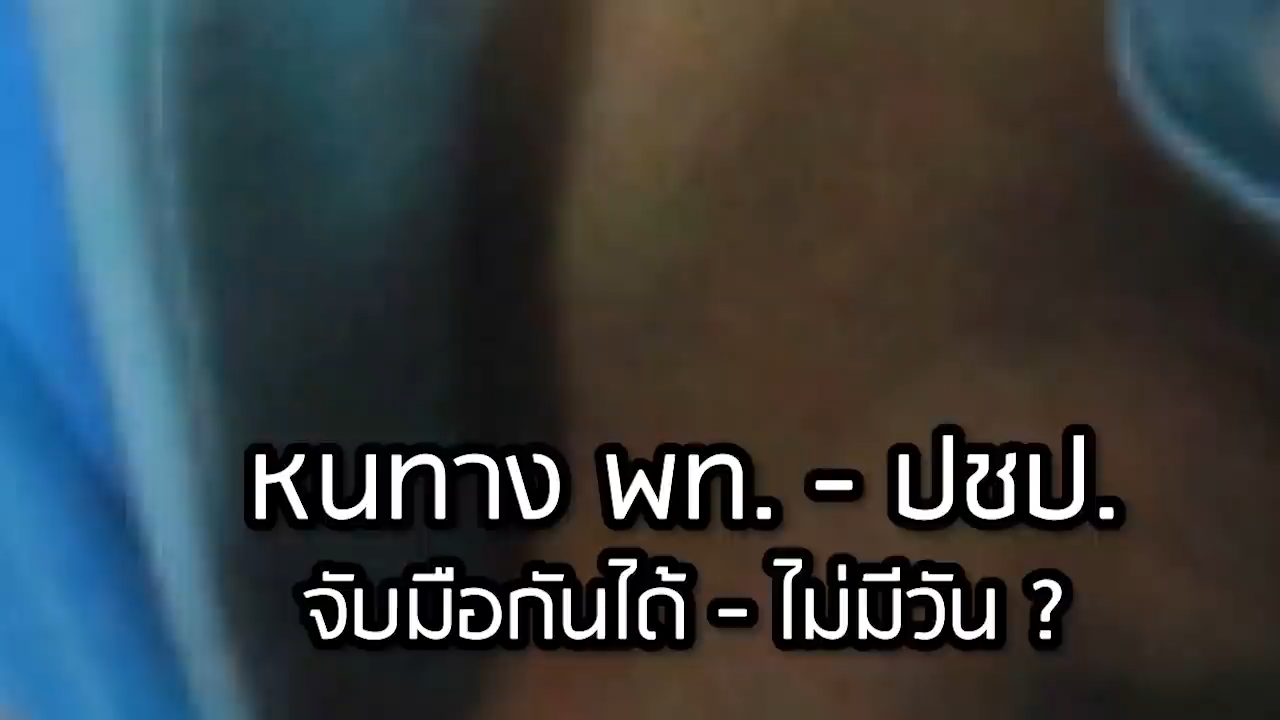 หนทาง พท. - ปชป.
จับมือกันได้ - ไม่มีวัน ?